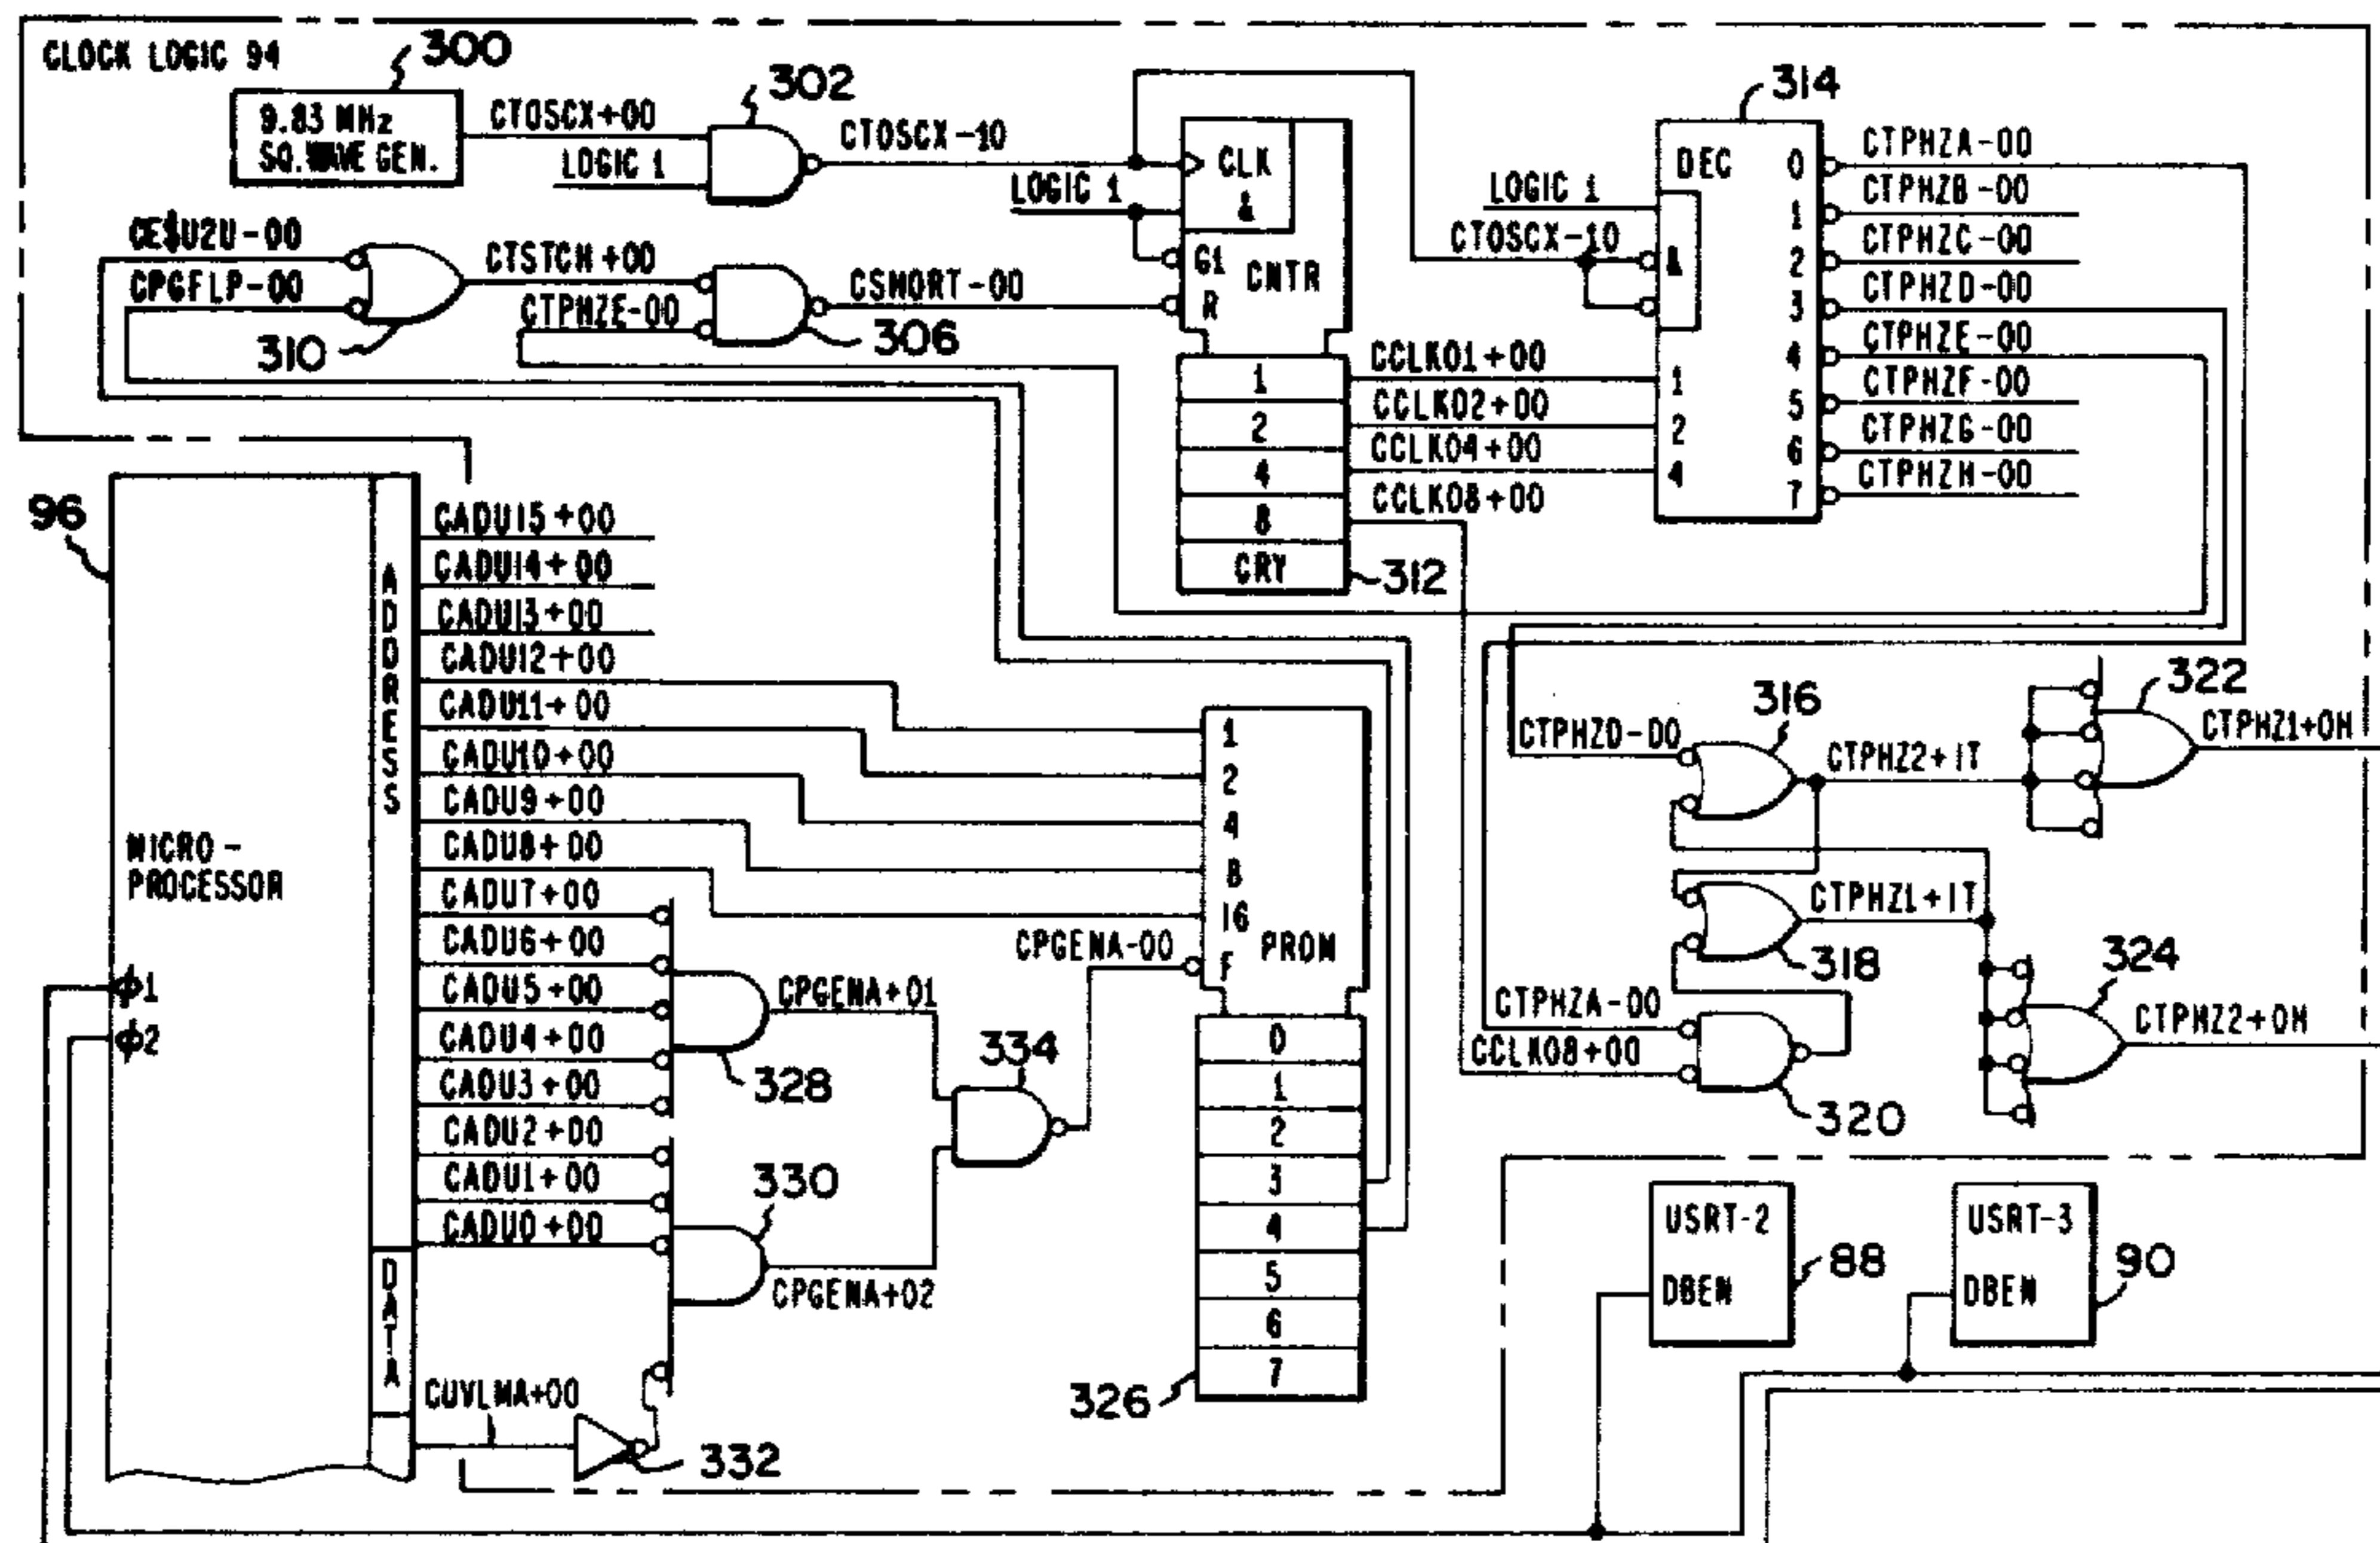 CLOCK LOGIC 94
300
9.83 MHz
SQ. WAVE GEN.
CTOSCX+00
LOGIC 1
302
CTOSCX-10
LOGIC 1
CLK
&
G1
R
CNTR
1
2
4
8
CRY
312
CE$U2U-00
CPGFLP-00
310
CTSTCH+00
CTPHZE-00
306
CSHORT-00
CCLK01+00
CCLK02+00
CCLK04+00
CCLK08+00
314
LOGIC 1
CTOSCX-10
DEC
&
1
2
4
0
1
2
3
4
5
6
7
CTPHZA-00
CTPHZB-00
CTPHZC-00
CTPHZD-00
CTPHZE-00
CTPHZF-00
CTPHZG-00
CTPHZH-00
96
MICRO-
PROCESSOR
ϕ1
ϕ2
ADDRESS
DATA
CADU15+00
CADU14+00
CADU13+00
CADU12+00
CADU11+00
CADU10+00
CADU9+00
CADU8+00
CADU7+00
CADU6+00
CADU5+00
CADU4+00
CADU3+00
CADU2+00
CADU1+00
CADU0+00
CUVLMA+00
332
328
CPGENA+01
330
CPGENA+02
334
CPGENA-00
1
2
4
8
16
F
PROM
0
1
2
3
4
5
6
7
326
CTPHZD-D0
316
CTPHZ2+1T
322
CTPHZ1+0H
318
CTPHZ1+1T
324
CTPHZ2+0H
CTPHZA-00
CCLK08+00
320
USRT-2
DBEN
88
USRT-3
DBEN
90